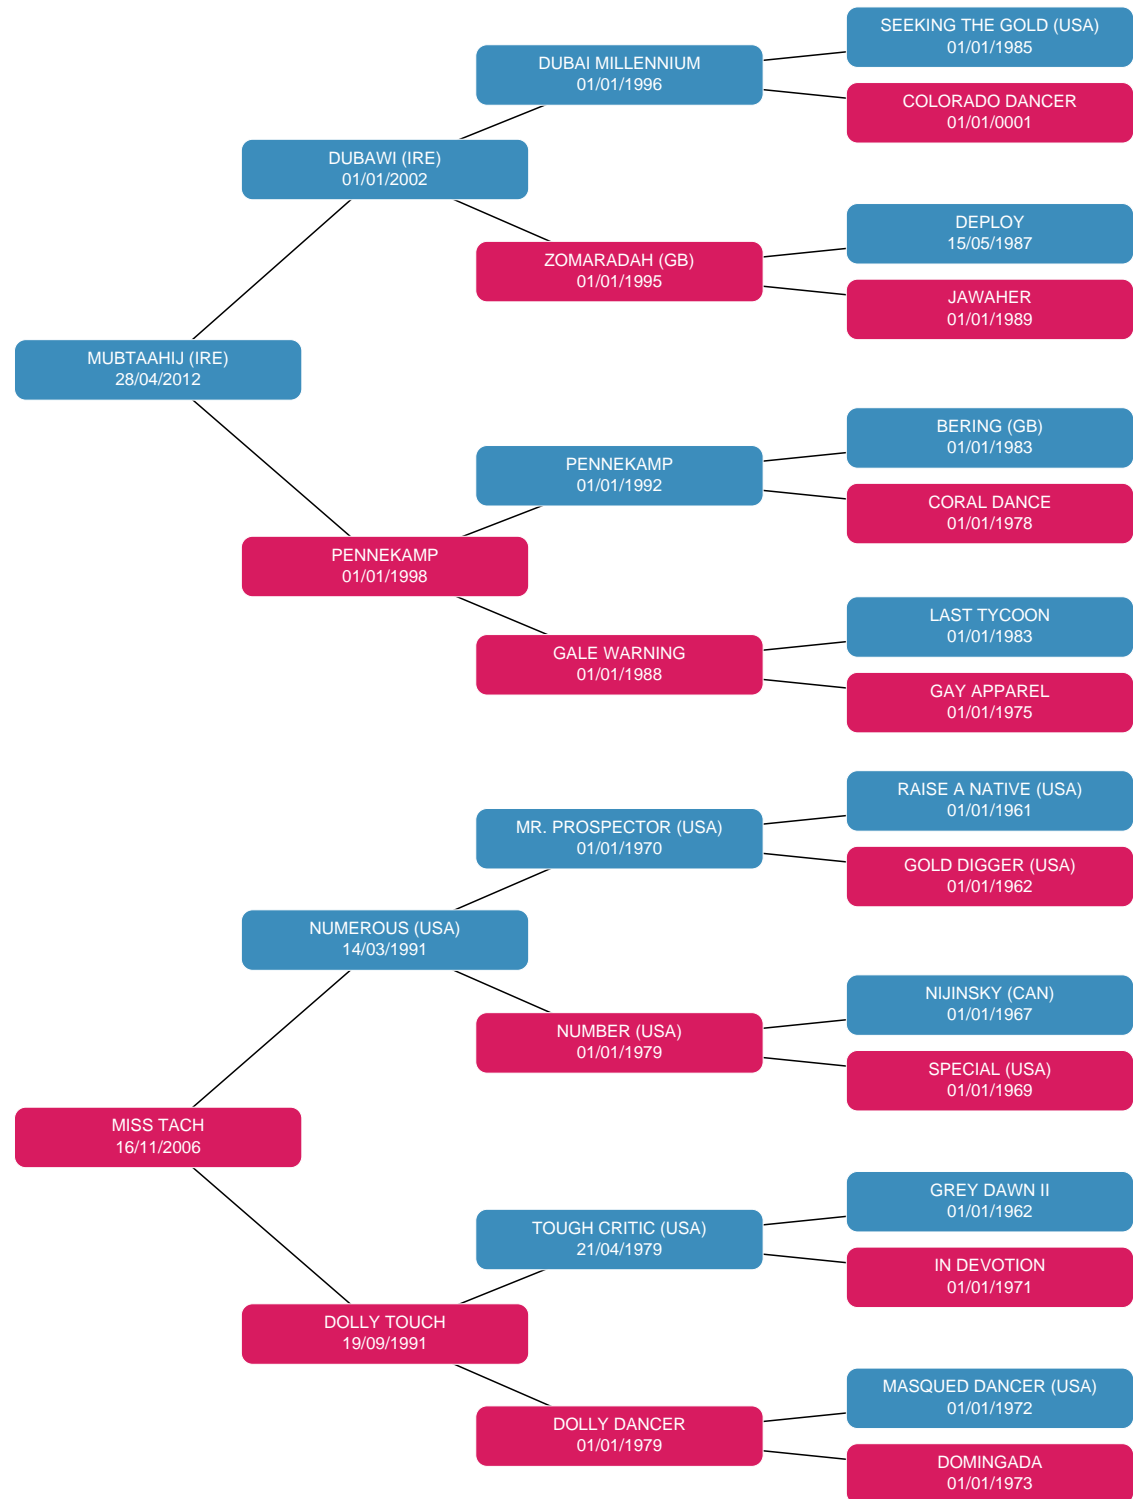 SEEKING THE GOLD (USA)
01/01/1985
DUBAI MILLENNIUM
01/01/1996
COLORADO DANCER
01/01/0001
DUBAWI (IRE)
01/01/2002
DEPLOY
15/05/1987
ZOMARADAH (GB)
01/01/1995
JAWAHER
01/01/1989
MUBTAAHIJ (IRE)
28/04/2012
BERING (GB)
01/01/1983
PENNEKAMP
01/01/1992
CORAL DANCE
01/01/1978
PENNEKAMP
01/01/1998
LAST TYCOON
01/01/1983
GALE WARNING
01/01/1988
GAY APPAREL
01/01/1975
RAISE A NATIVE (USA)
01/01/1961
MR. PROSPECTOR (USA)
01/01/1970
GOLD DIGGER (USA)
01/01/1962
NUMEROUS (USA)
14/03/1991
NIJINSKY (CAN)
01/01/1967
NUMBER (USA)
01/01/1979
SPECIAL (USA)
01/01/1969
MISS TACH
16/11/2006
GREY DAWN II
01/01/1962
TOUGH CRITIC (USA)
21/04/1979
IN DEVOTION
01/01/1971
DOLLY TOUCH
19/09/1991
MASQUED DANCER (USA)
01/01/1972
DOLLY DANCER
01/01/1979
DOMINGADA
01/01/1973